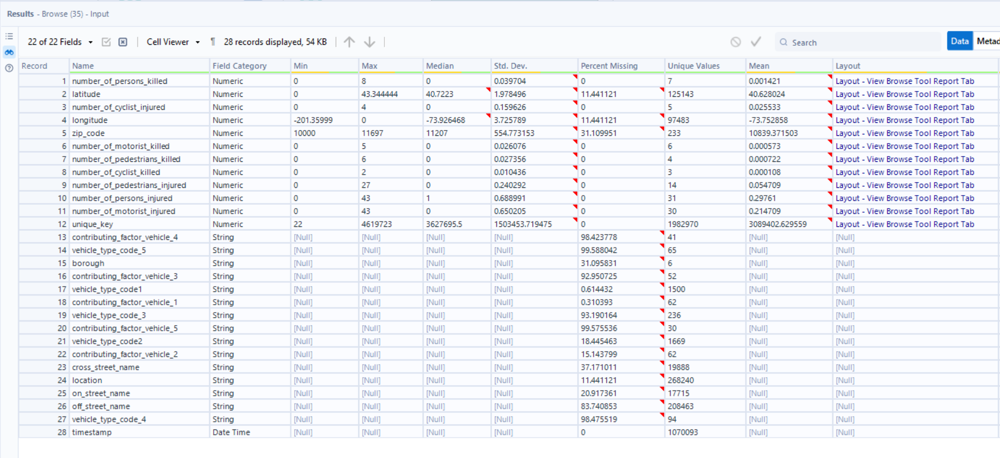 Results - Browse (35) - Input
22 of 22 Fields Cell Viewer ¶ 28 records displayed, 54 KB Search Data Metad
Record Name Field Category Min Max Median Std. Dev. Percent Missing Unique Values Mean Layout
1 number_of_persons_killed Numeric 0 8 0 0.039704 0 7 0.001421 Layout - View Browse Tool Report Tab
2 latitude Numeric 0 43.344444 40.7223 1.978496 11.441121 125143 40.628024 Layout - View Browse Tool Report Tab
3 number_of_cyclist_injured Numeric 0 4 0 0.159626 0 5 0.025533 Layout - View Browse Tool Report Tab
4 longitude Numeric -201.35999 0 -73.926468 3.725789 11.441121 97483 -73.752858 Layout - View Browse Tool Report Tab
5 zip_code Numeric 10000 11697 11207 554.773153 31.109951 233 10839.371503 Layout - View Browse Tool Report Tab
6 number_of_motorist_killed Numeric 0 5 0 0.026076 0 6 0.000573 Layout - View Browse Tool Report Tab
7 number_of_pedestrians_killed Numeric 0 6 0 0.027356 0 4 0.000722 Layout - View Browse Tool Report Tab
8 number_of_cyclist_killed Numeric 0 2 0 0.010436 0 3 0.000108 Layout - View Browse Tool Report Tab
9 number_of_pedestrians_injured Numeric 0 27 0 0.240292 0 14 0.054709 Layout - View Browse Tool Report Tab
10 number_of_persons_injured Numeric 0 43 1 0.688991 0 31 0.29761 Layout - View Browse Tool Report Tab
11 number_of_motorist_injured Numeric 0 43 0 0.650205 0 30 0.214709 Layout - View Browse Tool Report Tab
12 unique_key Numeric 22 4619723 3627695.5 1503453.719475 0 1982970 3089402.629559 Layout - View Browse Tool Report Tab
13 contributing_factor_vehicle_4 String [Null] [Null] [Null] [Null] 98.423778 41 [Null] [Null]
14 vehicle_type_code_5 String [Null] [Null] [Null] [Null] 99.588042 65 [Null] [Null]
15 borough String [Null] [Null] [Null] [Null] 31.095831 6 [Null] [Null]
16 contributing_factor_vehicle_3 String [Null] [Null] [Null] [Null] 92.950725 52 [Null] [Null]
17 vehicle_type_code1 String [Null] [Null] [Null] [Null] 0.614432 1500 [Null] [Null]
18 contributing_factor_vehicle_1 String [Null] [Null] [Null] [Null] 0.310393 62 [Null] [Null]
19 vehicle_type_code_3 String [Null] [Null] [Null] [Null] 93.190164 236 [Null] [Null]
20 contributing_factor_vehicle_5 String [Null] [Null] [Null] [Null] 99.575536 30 [Null] [Null]
21 vehicle_type_code2 String [Null] [Null] [Null] [Null] 18.445463 1669 [Null] [Null]
22 contributing_factor_vehicle_2 String [Null] [Null] [Null] [Null] 15.143799 62 [Null] [Null]
23 cross_street_name String [Null] [Null] [Null] [Null] 37.171011 19888 [Null] [Null]
24 location String [Null] [Null] [Null] [Null] 11.441121 268240 [Null] [Null]
25 on_street_name String [Null] [Null] [Null] [Null] 20.917361 17715 [Null] [Null]
26 off_street_name String [Null] [Null] [Null] [Null] 83.740853 208463 [Null] [Null]
27 vehicle_type_code_4 String [Null] [Null] [Null] [Null] 98.475519 94 [Null] [Null]
28 timestamp Date Time [Null] [Null] [Null] [Null] 0 1070093 [Null] [Null]